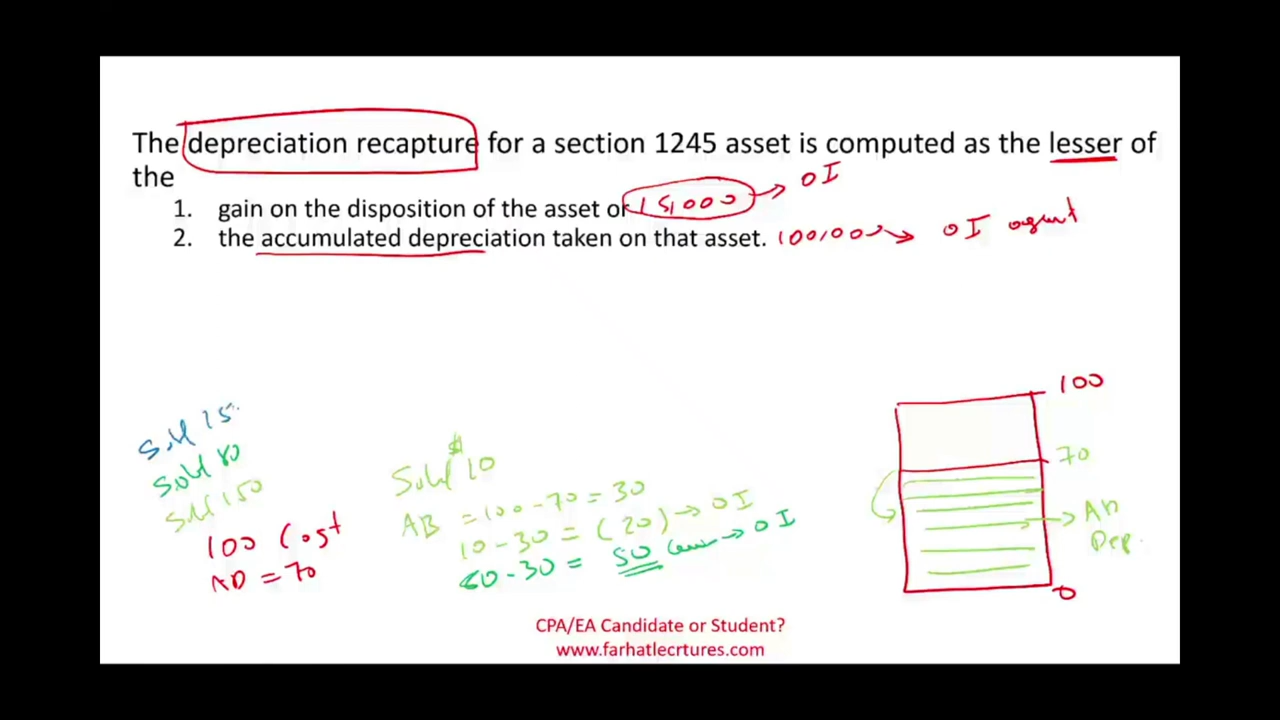 The depreciation recapture for a section 1245 asset is computed as the lesser of
the
1. gain on the disposition of the asset or 15,000 → OI
2. the accumulated depreciation taken on that asset. 100,000 → OI
100
70
Dep.
0
Sold 15
Sold 80
Sold 150
100 Cost
AD = 70
Sold $10
AB = 100 - 70 = 30
10 - 30 = (20) → OI
80 - 30 = 50 → OI
CPA/EA Candidate or Student?
www.farhatlecrtures.com